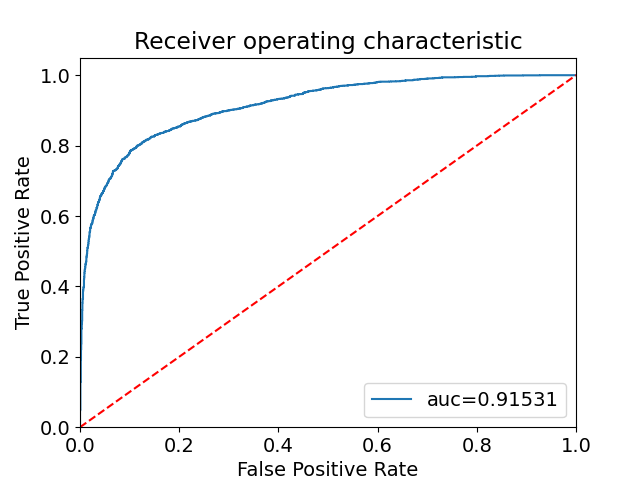 Receiver operating characteristic
True Positive Rate
1.0
0.8
0.6
0.4
0.2
0.0
auc=0.91531
0.0 0.2 0.4 0.6 0.8 1.0
False Positive Rate